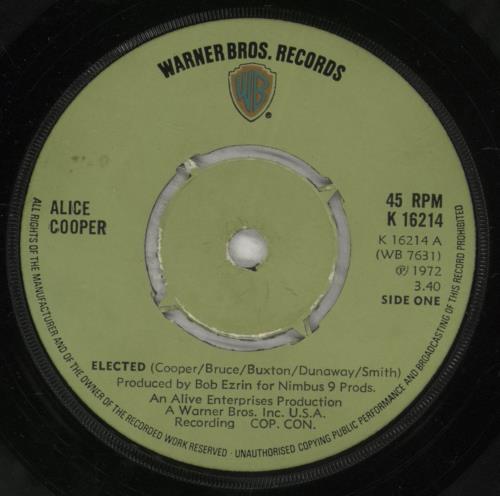 WARNER BROS. RECORDS
WB
®
ALICE
COOPER
45 RPM
K 16214
K 16214 A
(WB 7631)
℗ 1972
3.40
SIDE ONE
ELECTED (Cooper/Bruce/Buxton/Dunaway/Smith)
Produced by Bob Ezrin for Nimbus 9 Prods.
An Alive Enterprises Production
A Warner Bros. Inc. U.S.A.
Recording COP. CON.
ALL RIGHTS OF THE MANUFACTURER AND OF THE OWNER OF THE RECORDED WORK RESERVED · UNAUTHORISED COPYING PUBLIC PERFORMANCE AND BROADCASTING OF THIS RECORD PROHIBITED